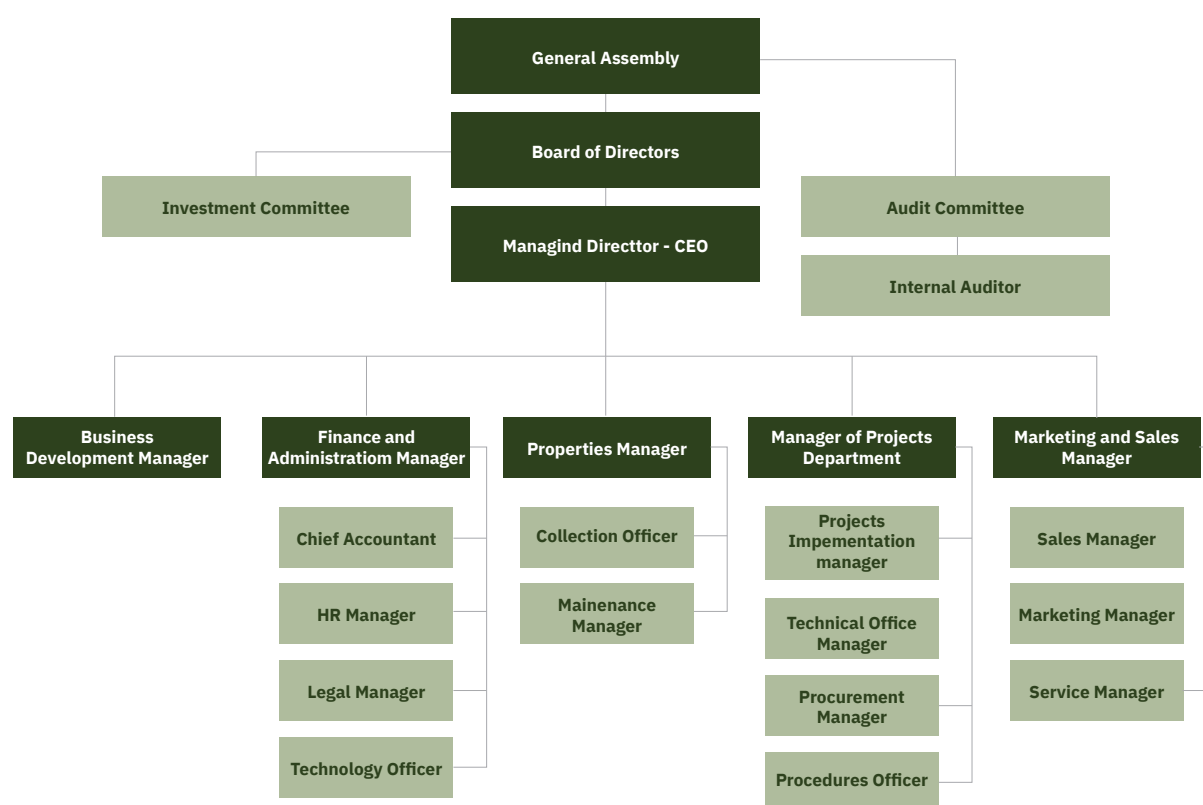 General Assembly
Board of Directors
Investment Committee
Audit Committee
Managind Directtor - CEO
Internal Auditor
Business
Development Manager
Finance and
Administratiom Manager
Properties Manager
Manager of Projects
Department
Marketing and Sales
Manager
Chief Accountant
HR Manager
Legal Manager
Technology Officer
Collection Officer
Mainenance
Manager
Projects
Impementation
manager
Technical Office
Manager
Procurement
Manager
Procedures Officer
Sales Manager
Marketing Manager
Service Manager